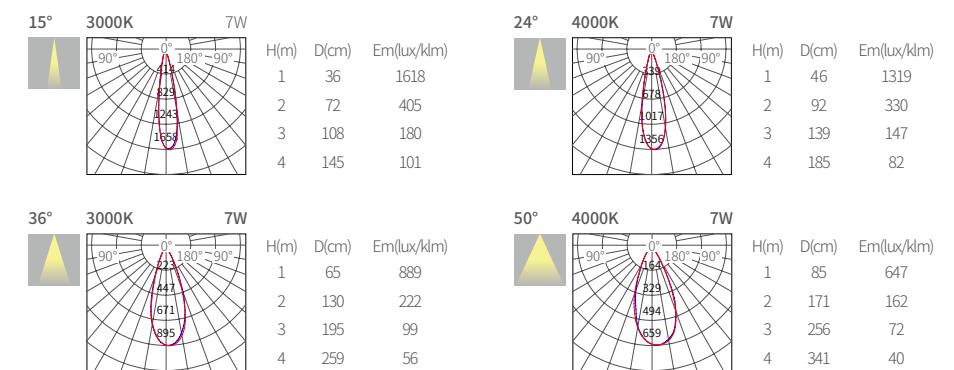 15° 3000K 7W
0°
90° 180° 90°
414
829
1243
1658
H(m) D(cm) Em(lux/klm)
1 36 1618
2 72 405
3 108 180
4 145 101
24° 4000K 7W
0°
90° 180° 90°
339
678
1017
1356
H(m) D(cm) Em(lux/klm)
1 46 1319
2 92 330
3 139 147
4 185 82
36° 3000K 7W
0°
90° 180° 90°
223
447
671
895
H(m) D(cm) Em(lux/klm)
1 65 889
2 130 222
3 195 99
4 259 56
50° 4000K 7W
0°
90° 180° 90°
164
329
494
659
H(m) D(cm) Em(lux/klm)
1 85 647
2 171 162
3 256 72
4 341 40